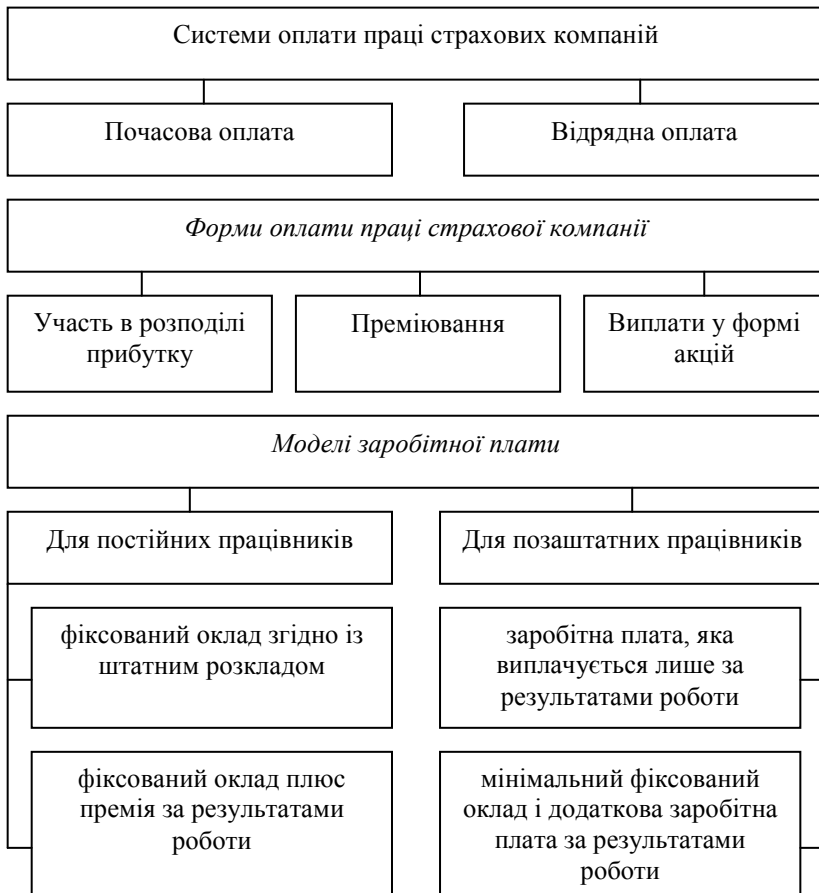 Системи оплати праці страхових компаній
Почасова оплата
Відрядна оплата
Форми оплати праці страхової компанії
Участь в розподілі
прибутку
Преміювання
Виплати у формі
акцій
Моделі заробітної плати
Для постійних працівників
Для позаштатних працівників
фіксований оклад згідно із
штатним розкладом
заробітна плата, яка
виплачується лише за
результатами роботи
фіксований оклад плюс
премія за результатами
роботи
мінімальний фіксований
оклад і додаткова заробітна
плата за результатами
роботи